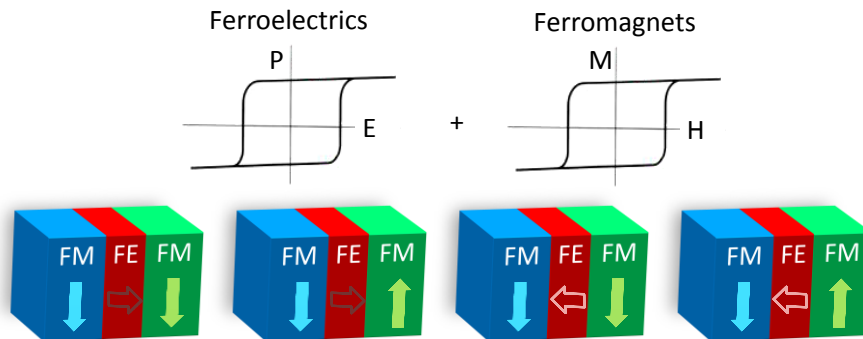 Ferroelectrics Ferromagnets
P M
E + H
FM FE FM FM FE FM FM FE FM FM FE FM